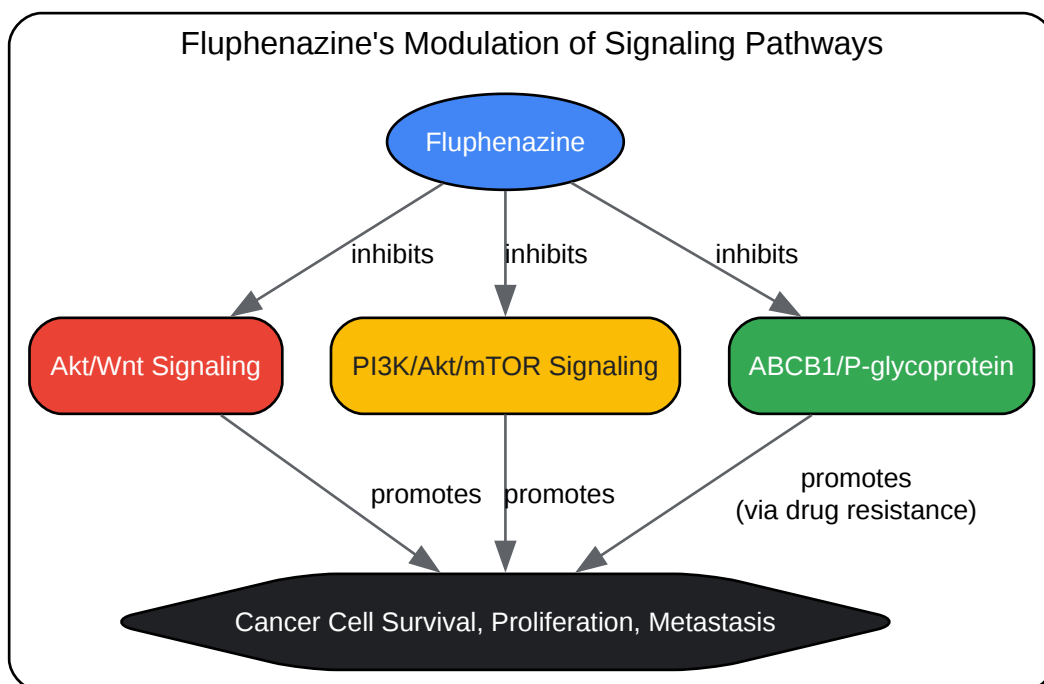 Fluphenazine's Modulation of Signaling Pathways
Fluphenazine
inhibits
inhibits
inhibits
Akt/Wnt Signaling
PI3K/Akt/mTOR Signaling
ABCB1/P-glycoprotein
promotes
promotes
promotes
(via drug resistance)
Cancer Cell Survival, Proliferation, Metastasis